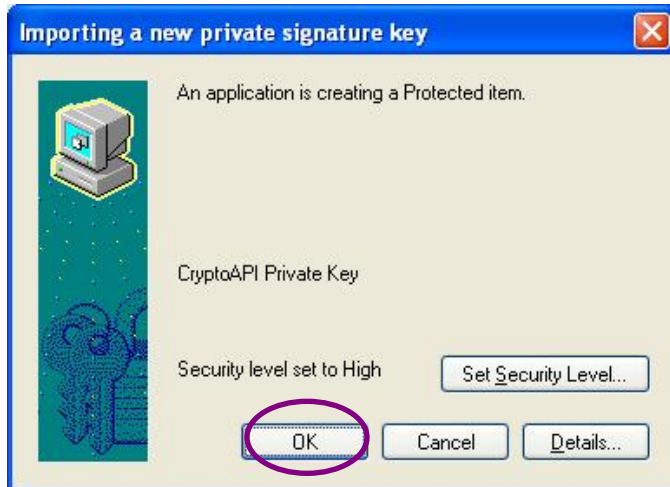 Importing a new private signature key
An application is creating a Protected item.
CryptoAPI Private Key
Security level set to High
Set Security Level...
OK
Cancel
Details...